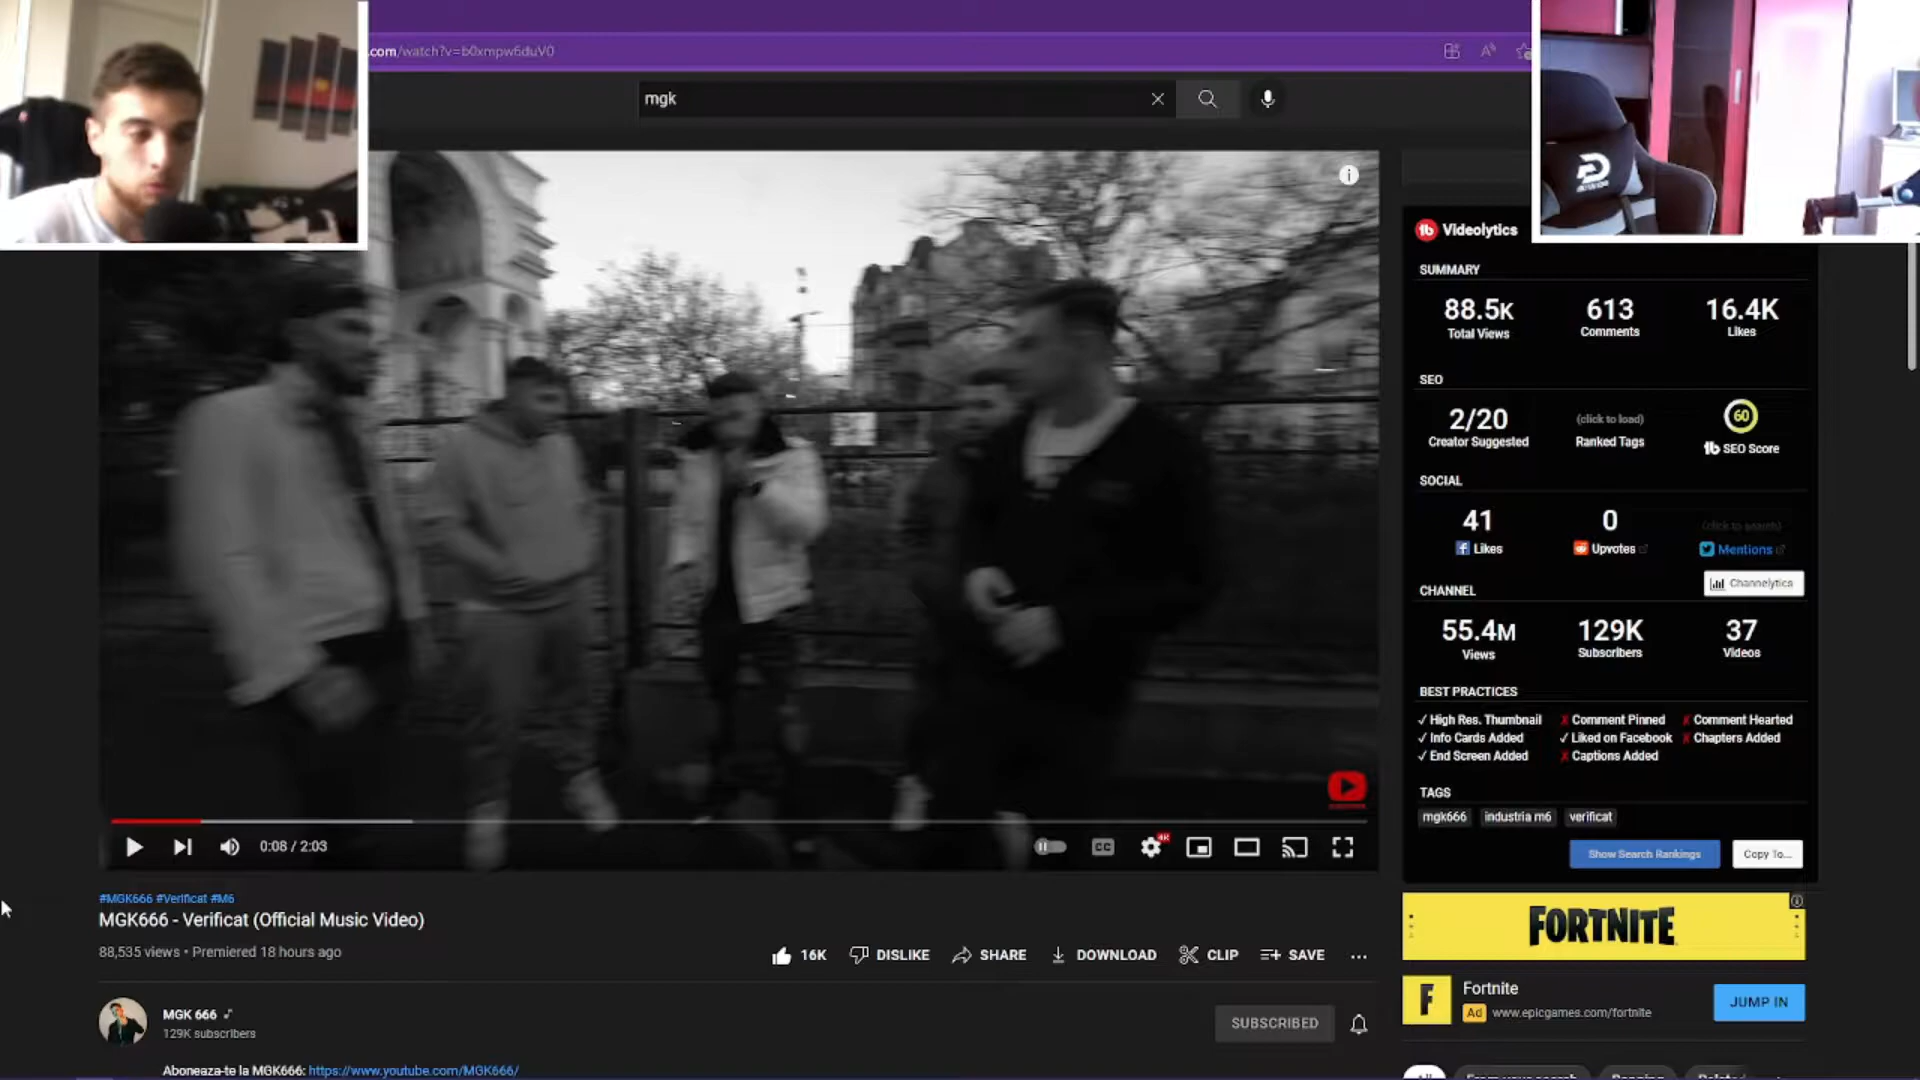 .com/watch?v=b0xmpw6duV0
mgk
Videolytics
SUMMARY
88.5K 613 16.4K
Total Views Comments Likes
SEO
2/20 (click to load) 60
Creator Suggested Ranked Tags tb SEO Score
SOCIAL
41 0 (click to search)
Likes Upvotes Mentions
Channelytics
CHANNEL
55.4M 129K 37
Views Subscribers Videos
BEST PRACTICES
✓ High Res. Thumbnail ✗ Comment Pinned ✗ Comment Hearted
✓ Info Cards Added ✓ Liked on Facebook ✗ Chapters Added
✓ End Screen Added ✗ Captions Added
TAGS
mgk666 industria m6 verificat
Show Search Rankings Copy To...
0:08 / 2:03
CC
4K
#MGK666 #Verificat #M6
MGK666 - Verificat (Official Music Video)
88,535 views • Premiered 18 hours ago
16K DISLIKE SHARE DOWNLOAD CLIP SAVE ...
MGK 666
129K subscribers
SUBSCRIBED
Aboneaza-te la MGK666: https://www.youtube.com/MGK666/
FORTNITE
F
Fortnite
Ad www.epicgames.com/fortnite
JUMP IN